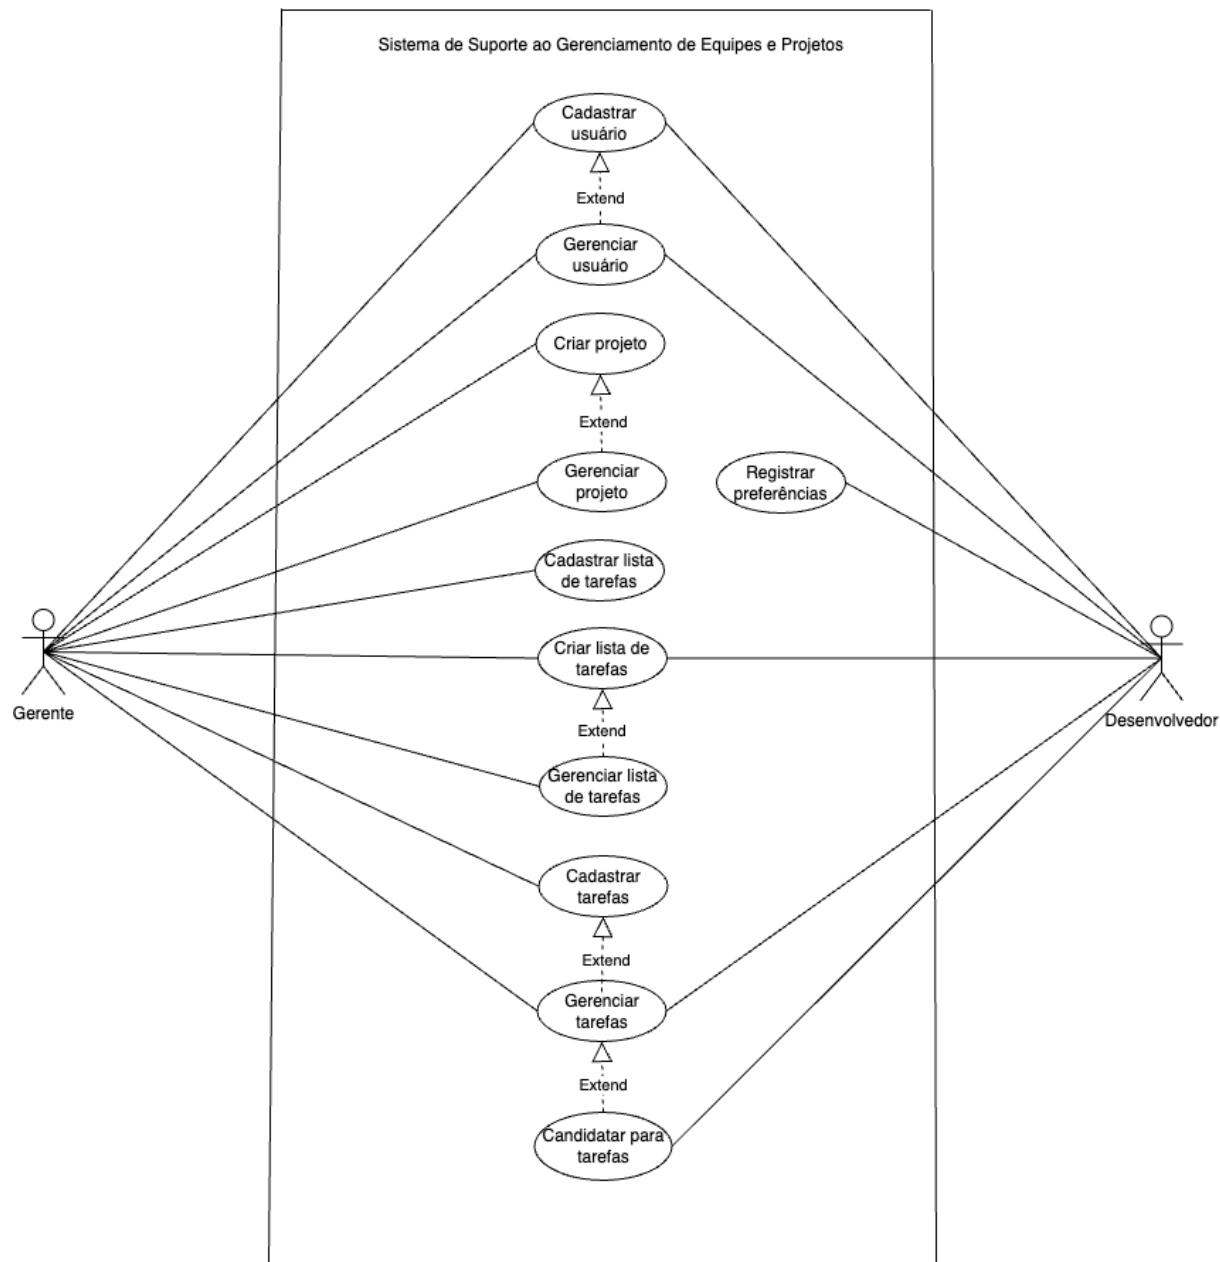 Sistema de Suporte ao Gerenciamento de Equipes e Projetos
Cadastrar
usuário
Extend
Gerenciar
usuário
Criar projeto
Extend
Gerenciar
projeto
Registrar
preferências
Cadastrar lista
de tarefas
Criar lista de
tarefas
Gerente
Desenvolvedor
Extend
Gerenciar lista
de tarefas
Cadastrar
tarefas
Extend
Gerenciar
tarefas
Extend
Candidatar para
tarefas